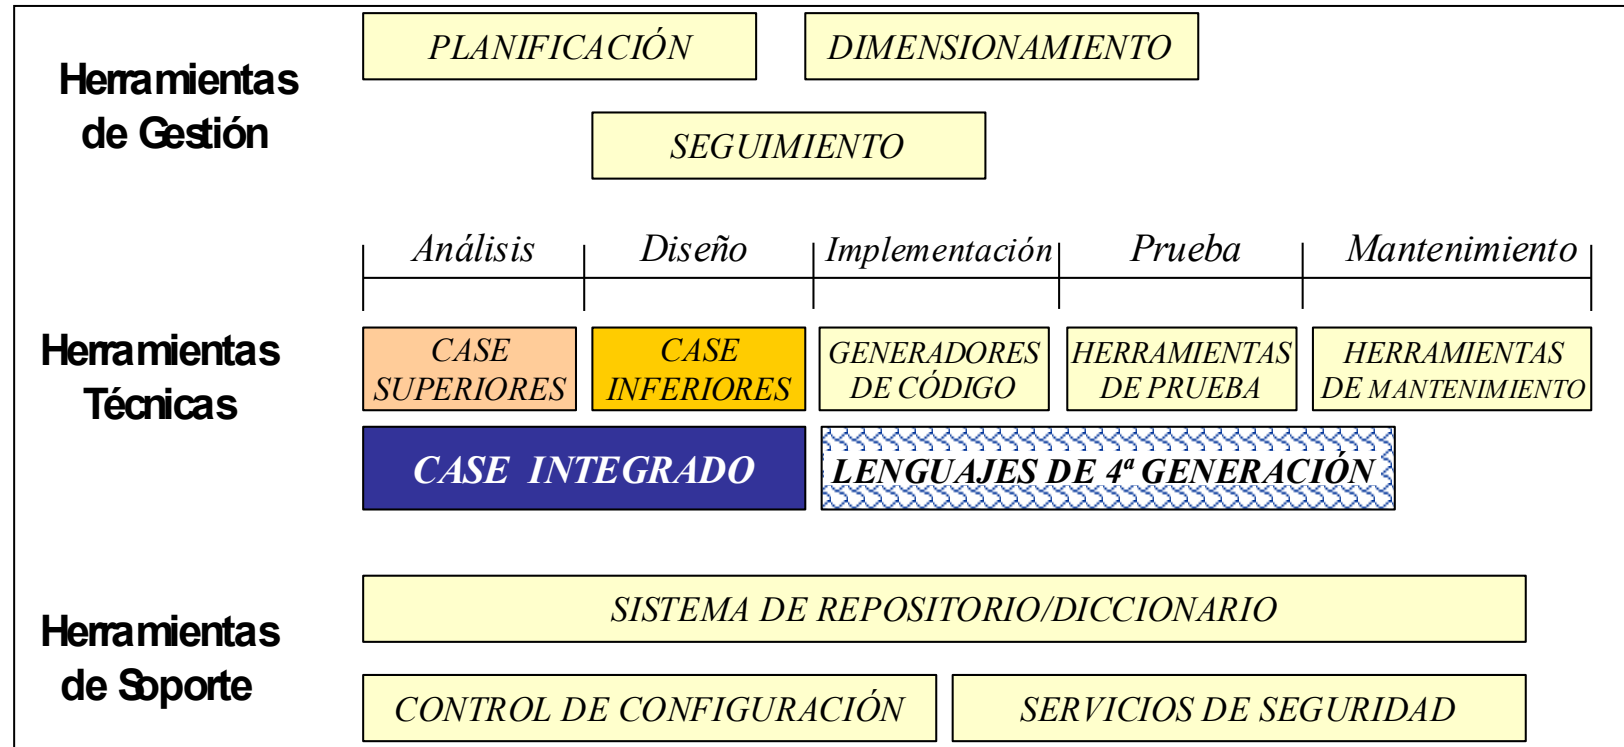 Herramientas
de Gestión
PLANIFICACIÓN
DIMENSIONAMIENTO
SEGUIMIENTO
Análisis
Diseño
Implementación
Prueba
Mantenimiento
Herramientas
Técnicas
CASE
SUPERIORES
CASE
INFERIORES
GENERADORES
DE CÓDIGO
HERRAMIENTAS
DE PRUEBA
HERRAMIENTAS
DE MANTENIMIENTO
CASE INTEGRADO
LENGUAJES DE 4ª GENERACIÓN
Herramientas
de Soporte
SISTEMA DE REPOSITORIO/DICCIONARIO
CONTROL DE CONFIGURACIÓN
SERVICIOS DE SEGURIDAD